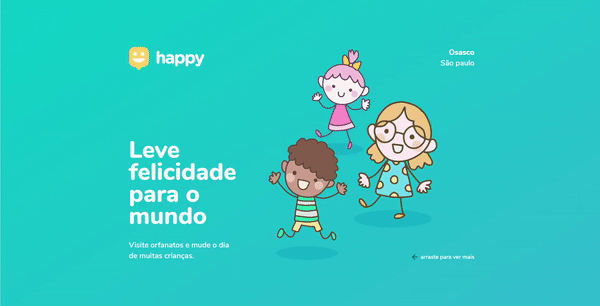 happy
Osasco
São paulo
Leve
felicidade
para o
mundo
Visite orfanatos e mude o dia
de muitas crianças.
arraste para ver mais